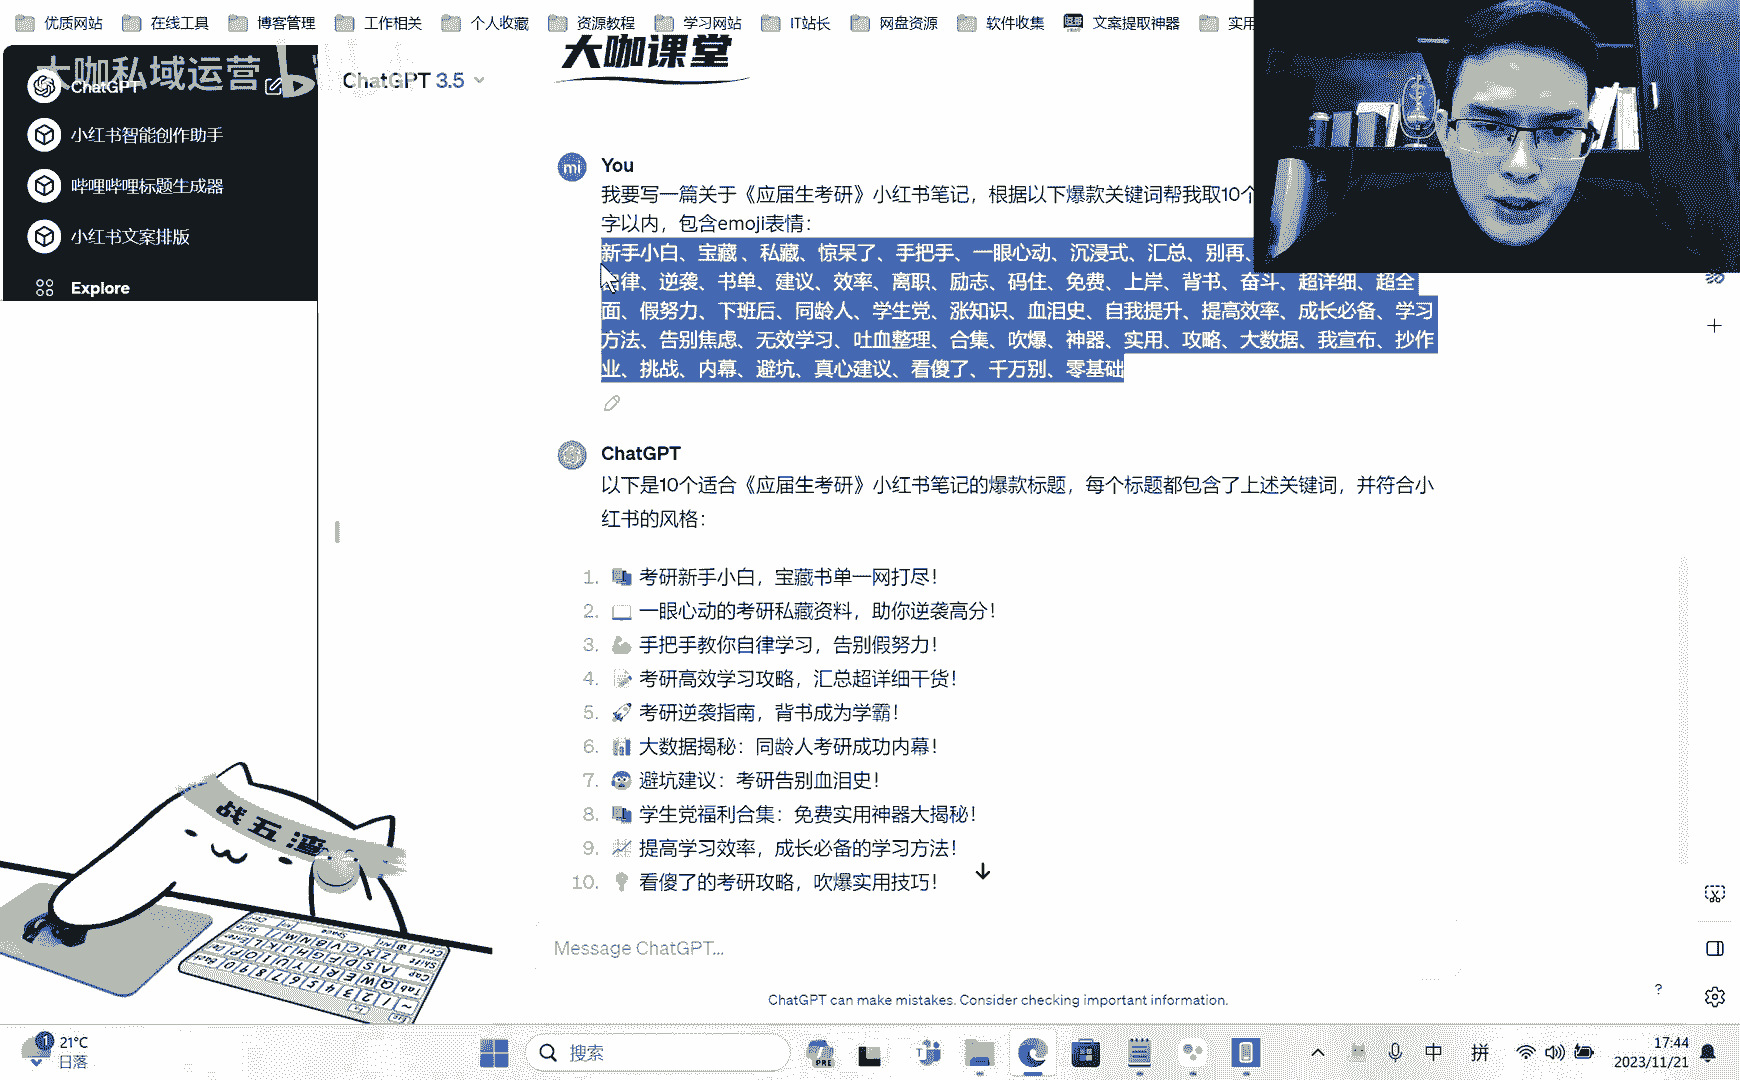 优质网站
在线工具
博客管理
工作相关
个人收藏
资源教程
学习网站
IT站长
网盘资源
软件收集
文案提取神器
实用
大咖私域运营
大咖课堂
ChatGPT
ChatGPT 3.5
小红书智能创作助手
哔哩哔哩标题生成器
小红书文案排版
Explore
mi
You
我要写一篇关于《应届生考研》小红书笔记，根据以下爆款关键词帮我取10个
字以内，包含emoji表情：
新手小白、宝藏 、私藏、惊呆了、手把手、一眼心动、沉浸式、汇总、别再、
律、逆袭、书单、建议、效率、离职、励志、码住、免费、上岸、背书、奋斗、超详细、超全
面、假努力、下班后、同龄人、学生党、涨知识、血泪史、自我提升、提高效率、成长必备、学习
方法、告别焦虑、无效学习、吐血整理、合集、吹爆、神器、实用、攻略、大数据、我宣布、抄作
业、挑战、内幕、避坑、真心建议、看傻了、千万别、零基础
ChatGPT
以下是10个适合《应届生考研》小红书笔记的爆款标题，每个标题都包含了上述关键词，并符合小
红书的风格：
1. 📚 考研新手小白，宝藏书单一网打尽！
2. 📖 一眼心动的考研私藏资料，助你逆袭高分！
3. 💪 手把手教你自律学习，告别假努力！
4. 📝 考研高效学习攻略，汇总超详细干货！
5. 🚀 考研逆袭指南，背书成为学霸！
6. 📊 大数据揭秘：同龄人考研成功内幕！
7. 😨 避坑建议：考研告别血泪史！
8. 📚 学生党福利合集：免费实用神器大揭秘！
9. 📈 提高学习效率，成长必备的学习方法！
10. 💡 看傻了的考研攻略，吹爆实用技巧！
Message ChatGPT...
ChatGPT can make mistakes. Consider checking important information.
?
战五渣
1
21°C
日落
搜索
PRE
中
拼
17:44
2023/11/21